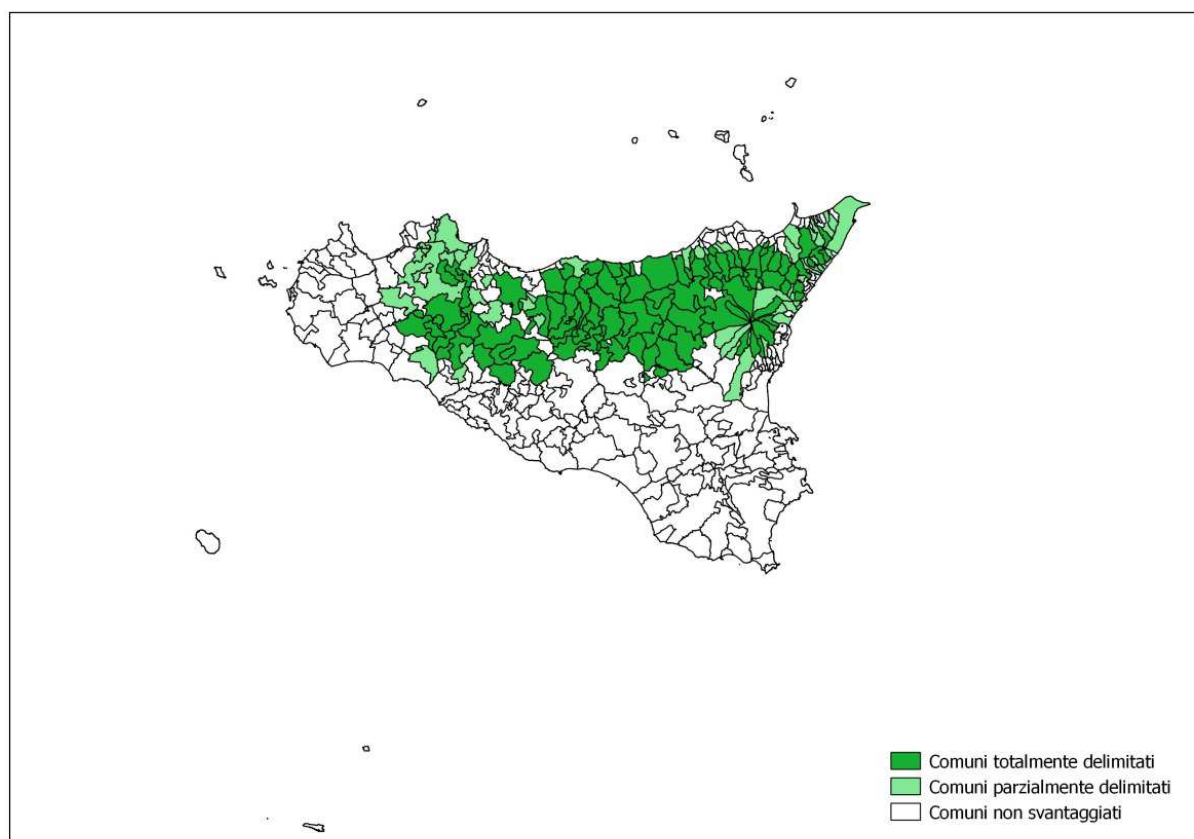 Comuni totalmente delimitati
Comuni parzialmente delimitati
Comuni non svantaggiati